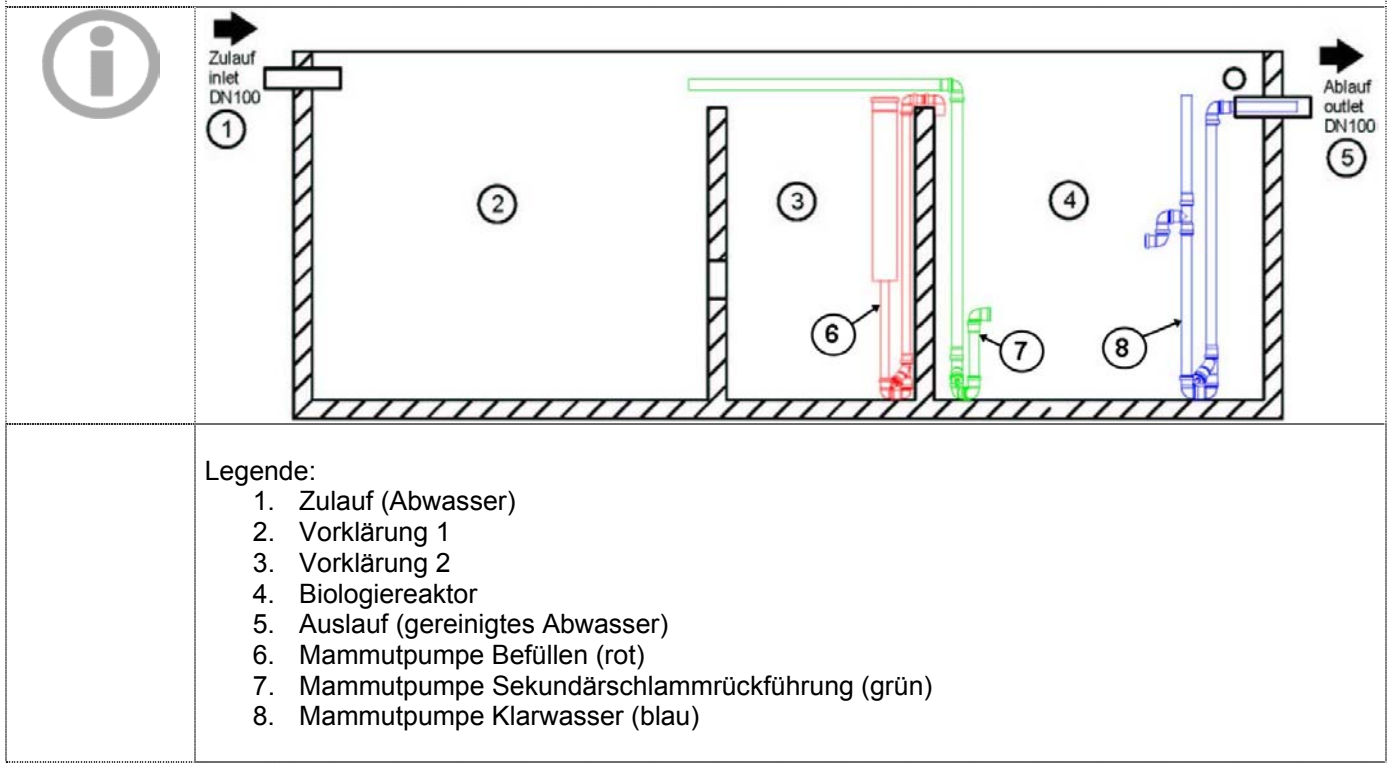 Zulauf
inlet
DN100
1
2
3
4
6
7
8
Ablauf
outlet
DN100
5
Legende:
1. Zulauf (Abwasser)
2. Vorklärung 1
3. Vorklärung 2
4. Biologiereaktor
5. Auslauf (gereinigtes Abwasser)
6. Mammutpumpe Befüllen (rot)
7. Mammutpumpe Sekundärschlammrückführung (grün)
8. Mammutpumpe Klarwasser (blau)